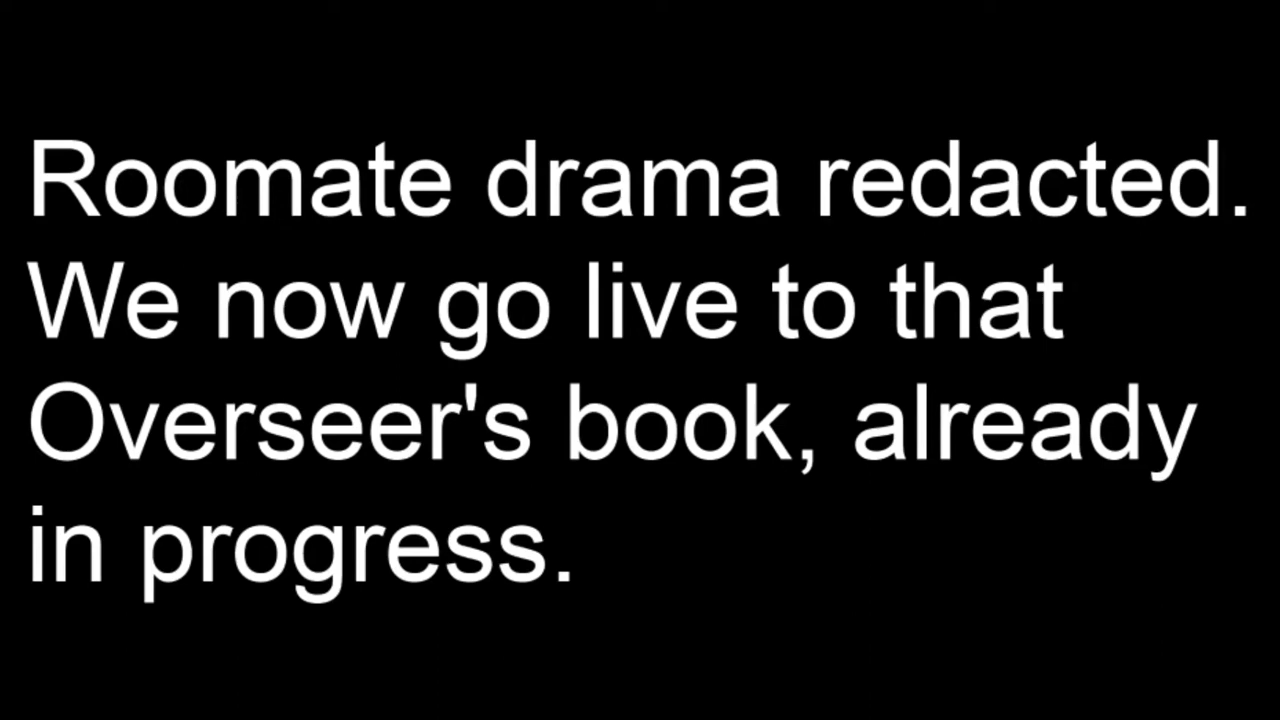 Roomate drama redacted.
We now go live to that
Overseer's book, already
in progress.